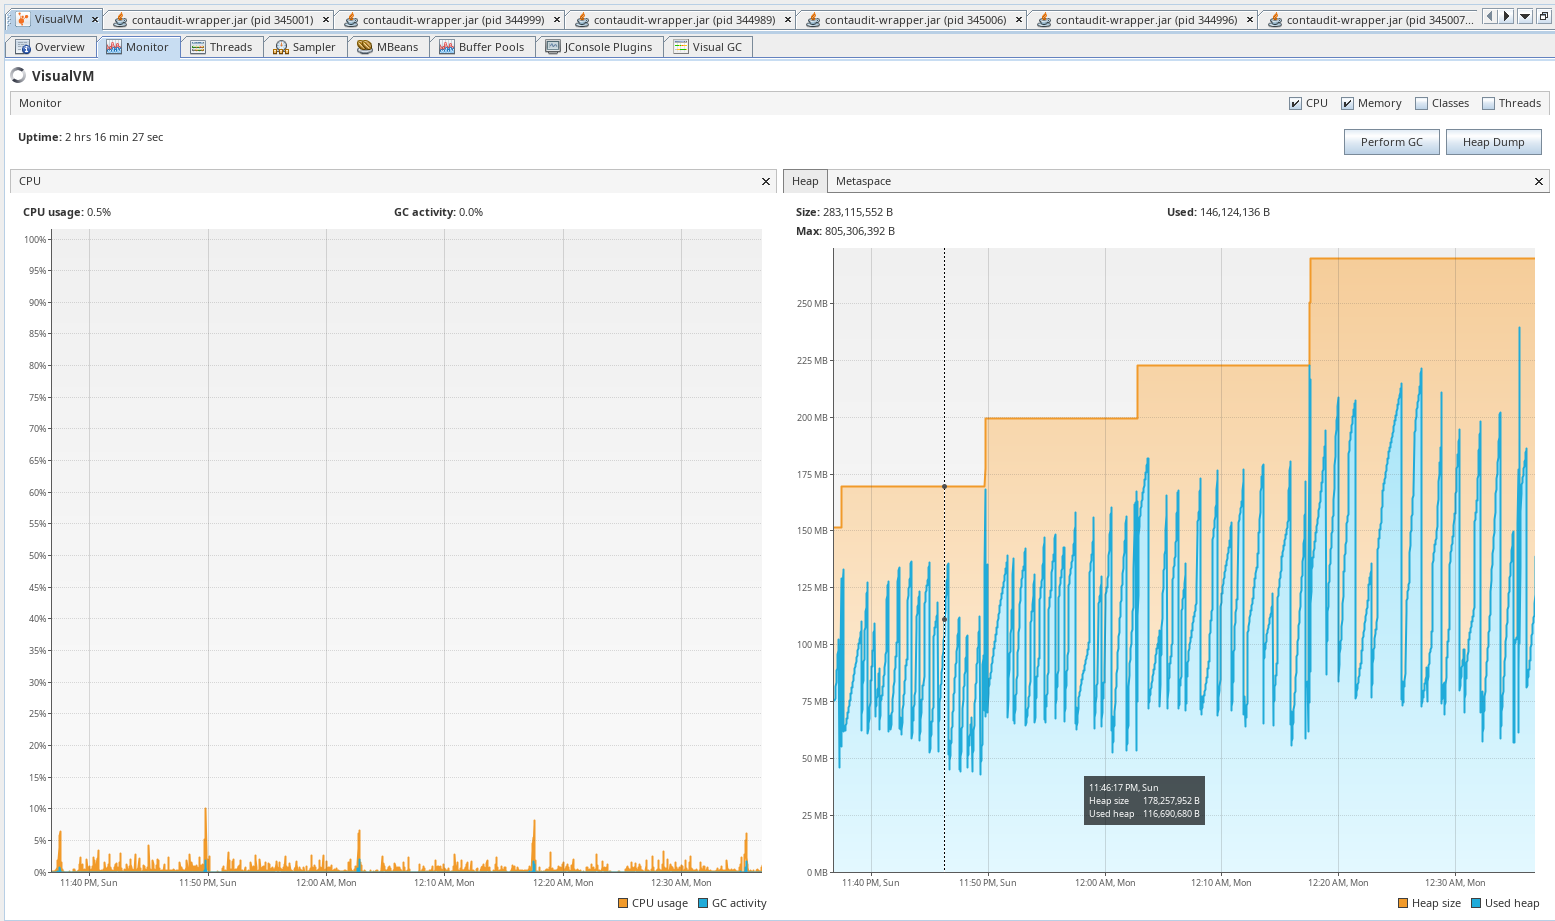 VisualVM
contaudit-wrapper.jar (pid 345001)
contaudit-wrapper.jar (pid 344999)
contaudit-wrapper.jar (pid 344989)
contaudit-wrapper.jar (pid 345006)
contaudit-wrapper.jar (pid 344996)
contaudit-wrapper.jar (pid 345007...
Overview
Monitor
Threads
Sampler
MBeans
Buffer Pools
JConsole Plugins
Visual GC
VisualVM
Monitor
CPU
Memory
Classes
Threads
Uptime: 2 hrs 16 min 27 sec
Perform GC
Heap Dump
CPU
CPU usage: 0.5%
GC activity: 0.0%
100%
95%
90%
85%
80%
75%
70%
65%
60%
55%
50%
45%
40%
35%
30%
25%
20%
15%
10%
5%
0%
11:40 PM, Sun
11:50 PM, Sun
12:00 AM, Mon
12:10 AM, Mon
12:20 AM, Mon
12:30 AM, Mon
CPU usage
GC activity
Heap
Metaspace
Size: 283,115,552 B
Used: 146,124,136 B
Max: 805,306,392 B
250 MB
225 MB
200 MB
175 MB
150 MB
125 MB
100 MB
75 MB
50 MB
25 MB
0 MB
11:46:17 PM, Sun
Heap size 178,257,952 B
Used heap 116,690,680 B
11:40 PM, Sun
11:50 PM, Sun
12:00 AM, Mon
12:10 AM, Mon
12:20 AM, Mon
12:30 AM, Mon
Heap size
Used heap